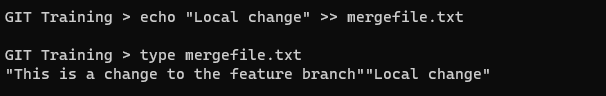 GIT Training > echo "Local change" >> mergefile.txt
GIT Training > type mergefile.txt
"This is a change to the feature branch""Local change"